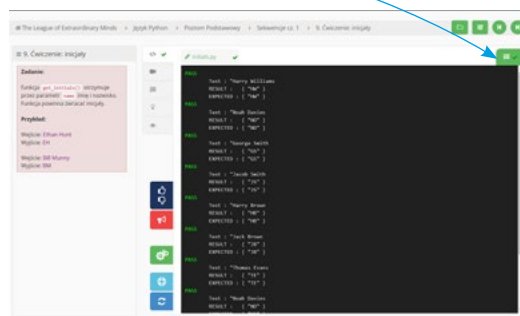 The League of Extraordinary Minds > Język Python > Poziom Podstawowy > Sekwencje cz. 1 > 9. Ćwiczenie: inicjały
9. Ćwiczenie: inicjały
initials.py
Zadanie:
Funkcja get_initials() otrzymuje
przez parametr name imię i nazwisko.
Funkcja powinna zwracać inicjały.
Przykład:
Wejście: Ethan Hunt
Wyjście: EH
Wejście: Bill Munny
Wyjście: BM
PASS
Test : "Harry Williams
RESULT : [ "HW" ]
EXPECTED : [ "HW" ]
PASS
Test : "Noah Davies
RESULT : [ "ND" ]
EXPECTED : [ "ND" ]
PASS
Test : "George Smith
RESULT : [ "GS" ]
EXPECTED : [ "GS" ]
PASS
Test : "Jacob Smith
RESULT : [ "JS" ]
EXPECTED : [ "JS" ]
PASS
Test : "Harry Brown
RESULT : [ "HB" ]
EXPECTED : [ "HB" ]
PASS
Test : "Jack Brown
RESULT : [ "JB" ]
EXPECTED : [ "JB" ]
PASS
Test : "Thomas Evans
RESULT : [ "TE" ]
EXPECTED : [ "TE" ]
PASS
Test : "Noah Davies
RESULT : [ "ND" ]